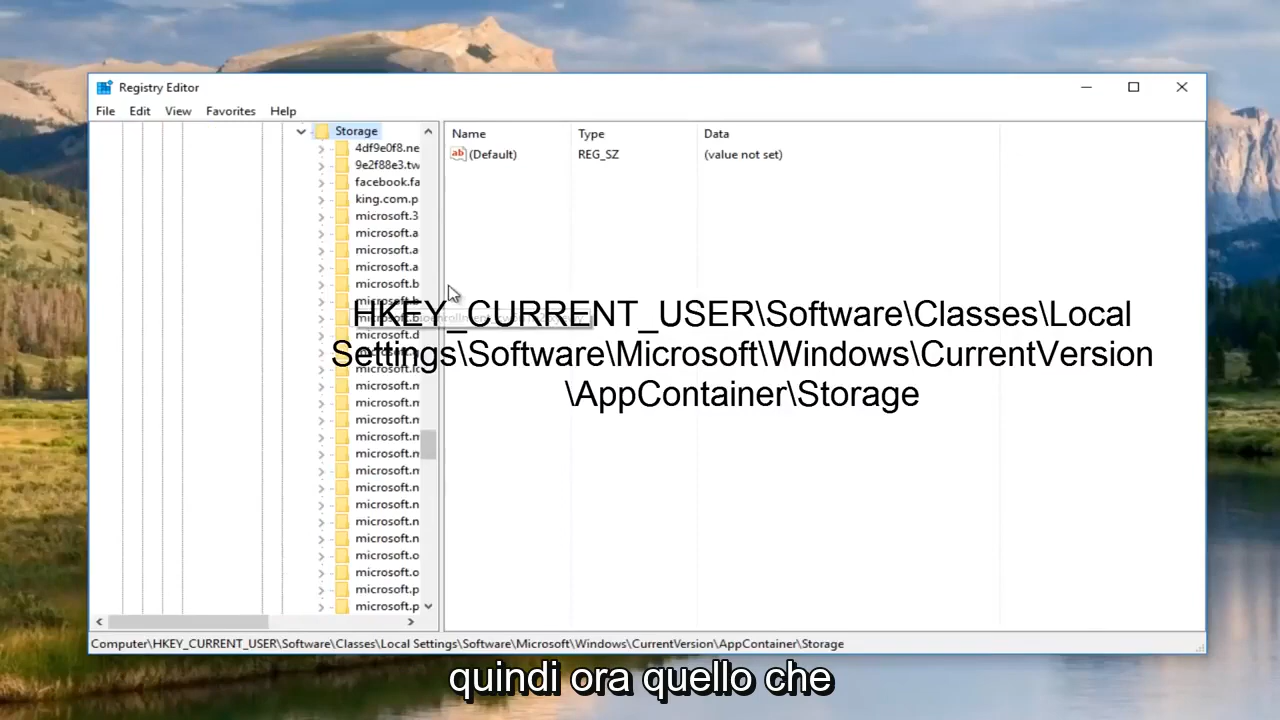 Registry Editor
File Edit View Favorites Help
Storage
4df9e0f8.ne
9e2f88e3.tw
facebook.fa
king.com.p
microsoft.3
microsoft.a
microsoft.a
microsoft.a
microsoft.b
microsoft.b
microsoft.d
microsoft.m
microsoft.m
microsoft.m
microsoft.m
microsoft.m
microsoft.m
microsoft.n
microsoft.n
microsoft.n
microsoft.n
microsoft.o
microsoft.o
microsoft.p
microsoft.p
Name Type Data
ab (Default) REG_SZ (value not set)
HKEY_CURRENT_USER\Software\Classes\Local
Settings\Software\Microsoft\Windows\CurrentVersion
\AppContainer\Storage
Computer\HKEY_CURRENT_USER\Software\Classes\Local Settings\Software\Microsoft\Windows\CurrentVersion\AppContainer\Storage
quindi ora quello che